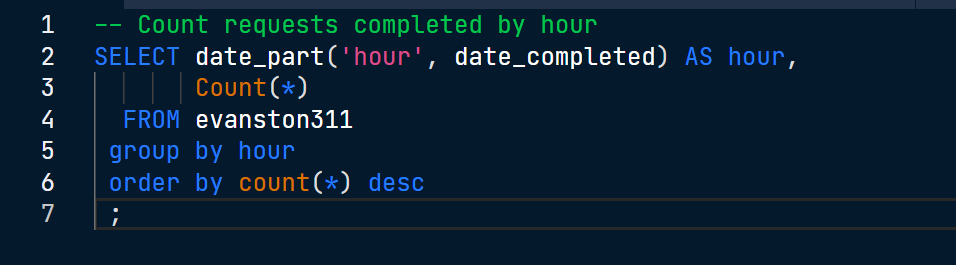 1 -- Count requests completed by hour
2 SELECT date_part('hour', date_completed) AS hour,
3 Count(*)
4 FROM evanston311
5 group by hour
6 order by count(*) desc
7 ;